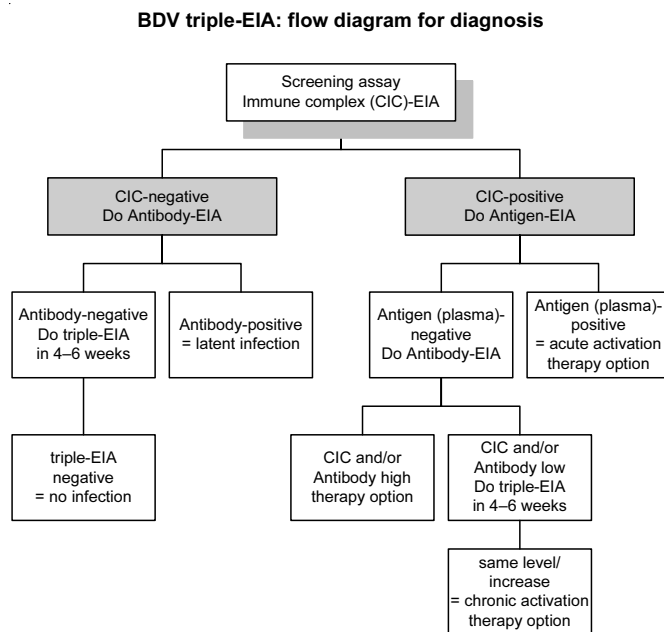 BDV triple-EIA: flow diagram for diagnosis
Screening assay
Immune complex (CIC)-EIA
CIC-negative
Do Antibody-EIA
CIC-positive
Do Antigen-EIA
Antibody-negative
Do triple-EIA
in 4–6 weeks
Antibody-positive
= latent infection
Antigen (plasma)-
negative
Do Antibody-EIA
Antigen (plasma)-
positive
= acute activation
therapy option
triple-EIA
negative
= no infection
CIC and/or
Antibody high
therapy option
CIC and/or
Antibody low
Do triple-EIA
in 4–6 weeks
same level/
increase
= chronic activation
therapy option